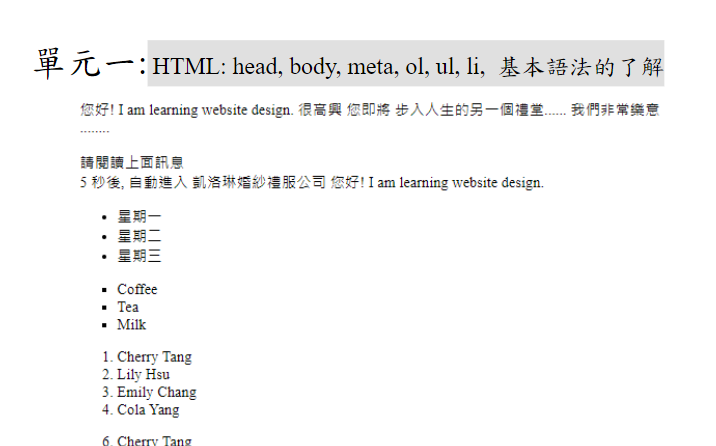 單元一: HTML: head, body, meta, ol, ul, li, 基本語法的了解
您好! I am learning website design. 很高興 您即將 步入人生的另一個禮堂...... 我們非常樂意
........
請閱讀上面訊息
5 秒後, 自動進入 凱洛琳婚紗禮服公司 您好! I am learning website design.
• 星期一
• 星期二
• 星期三
▪ Coffee
▪ Tea
▪ Milk
1. Cherry Tang
2. Lily Hsu
3. Emily Chang
4. Cola Yang
6. Cherry Tang